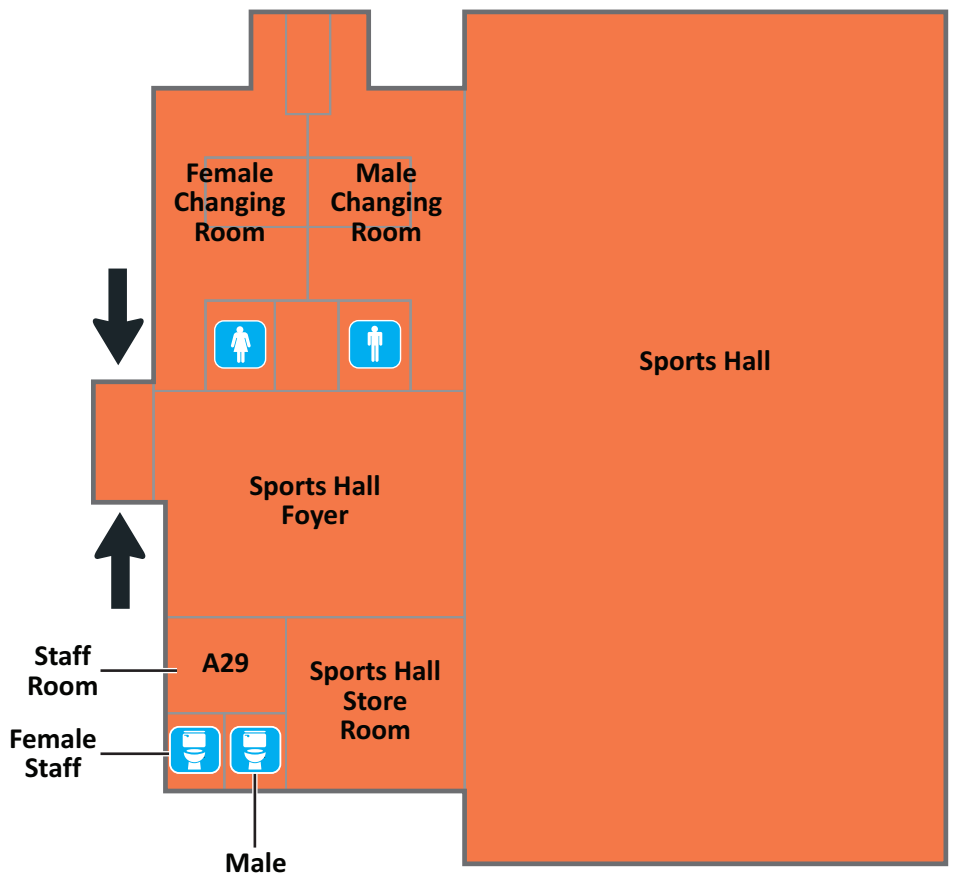 Female
Changing
Room
Male
Changing
Room
Sports Hall
Sports Hall
Foyer
Staff
Room
A29
Sports Hall
Store
Room
Female
Staff
Male